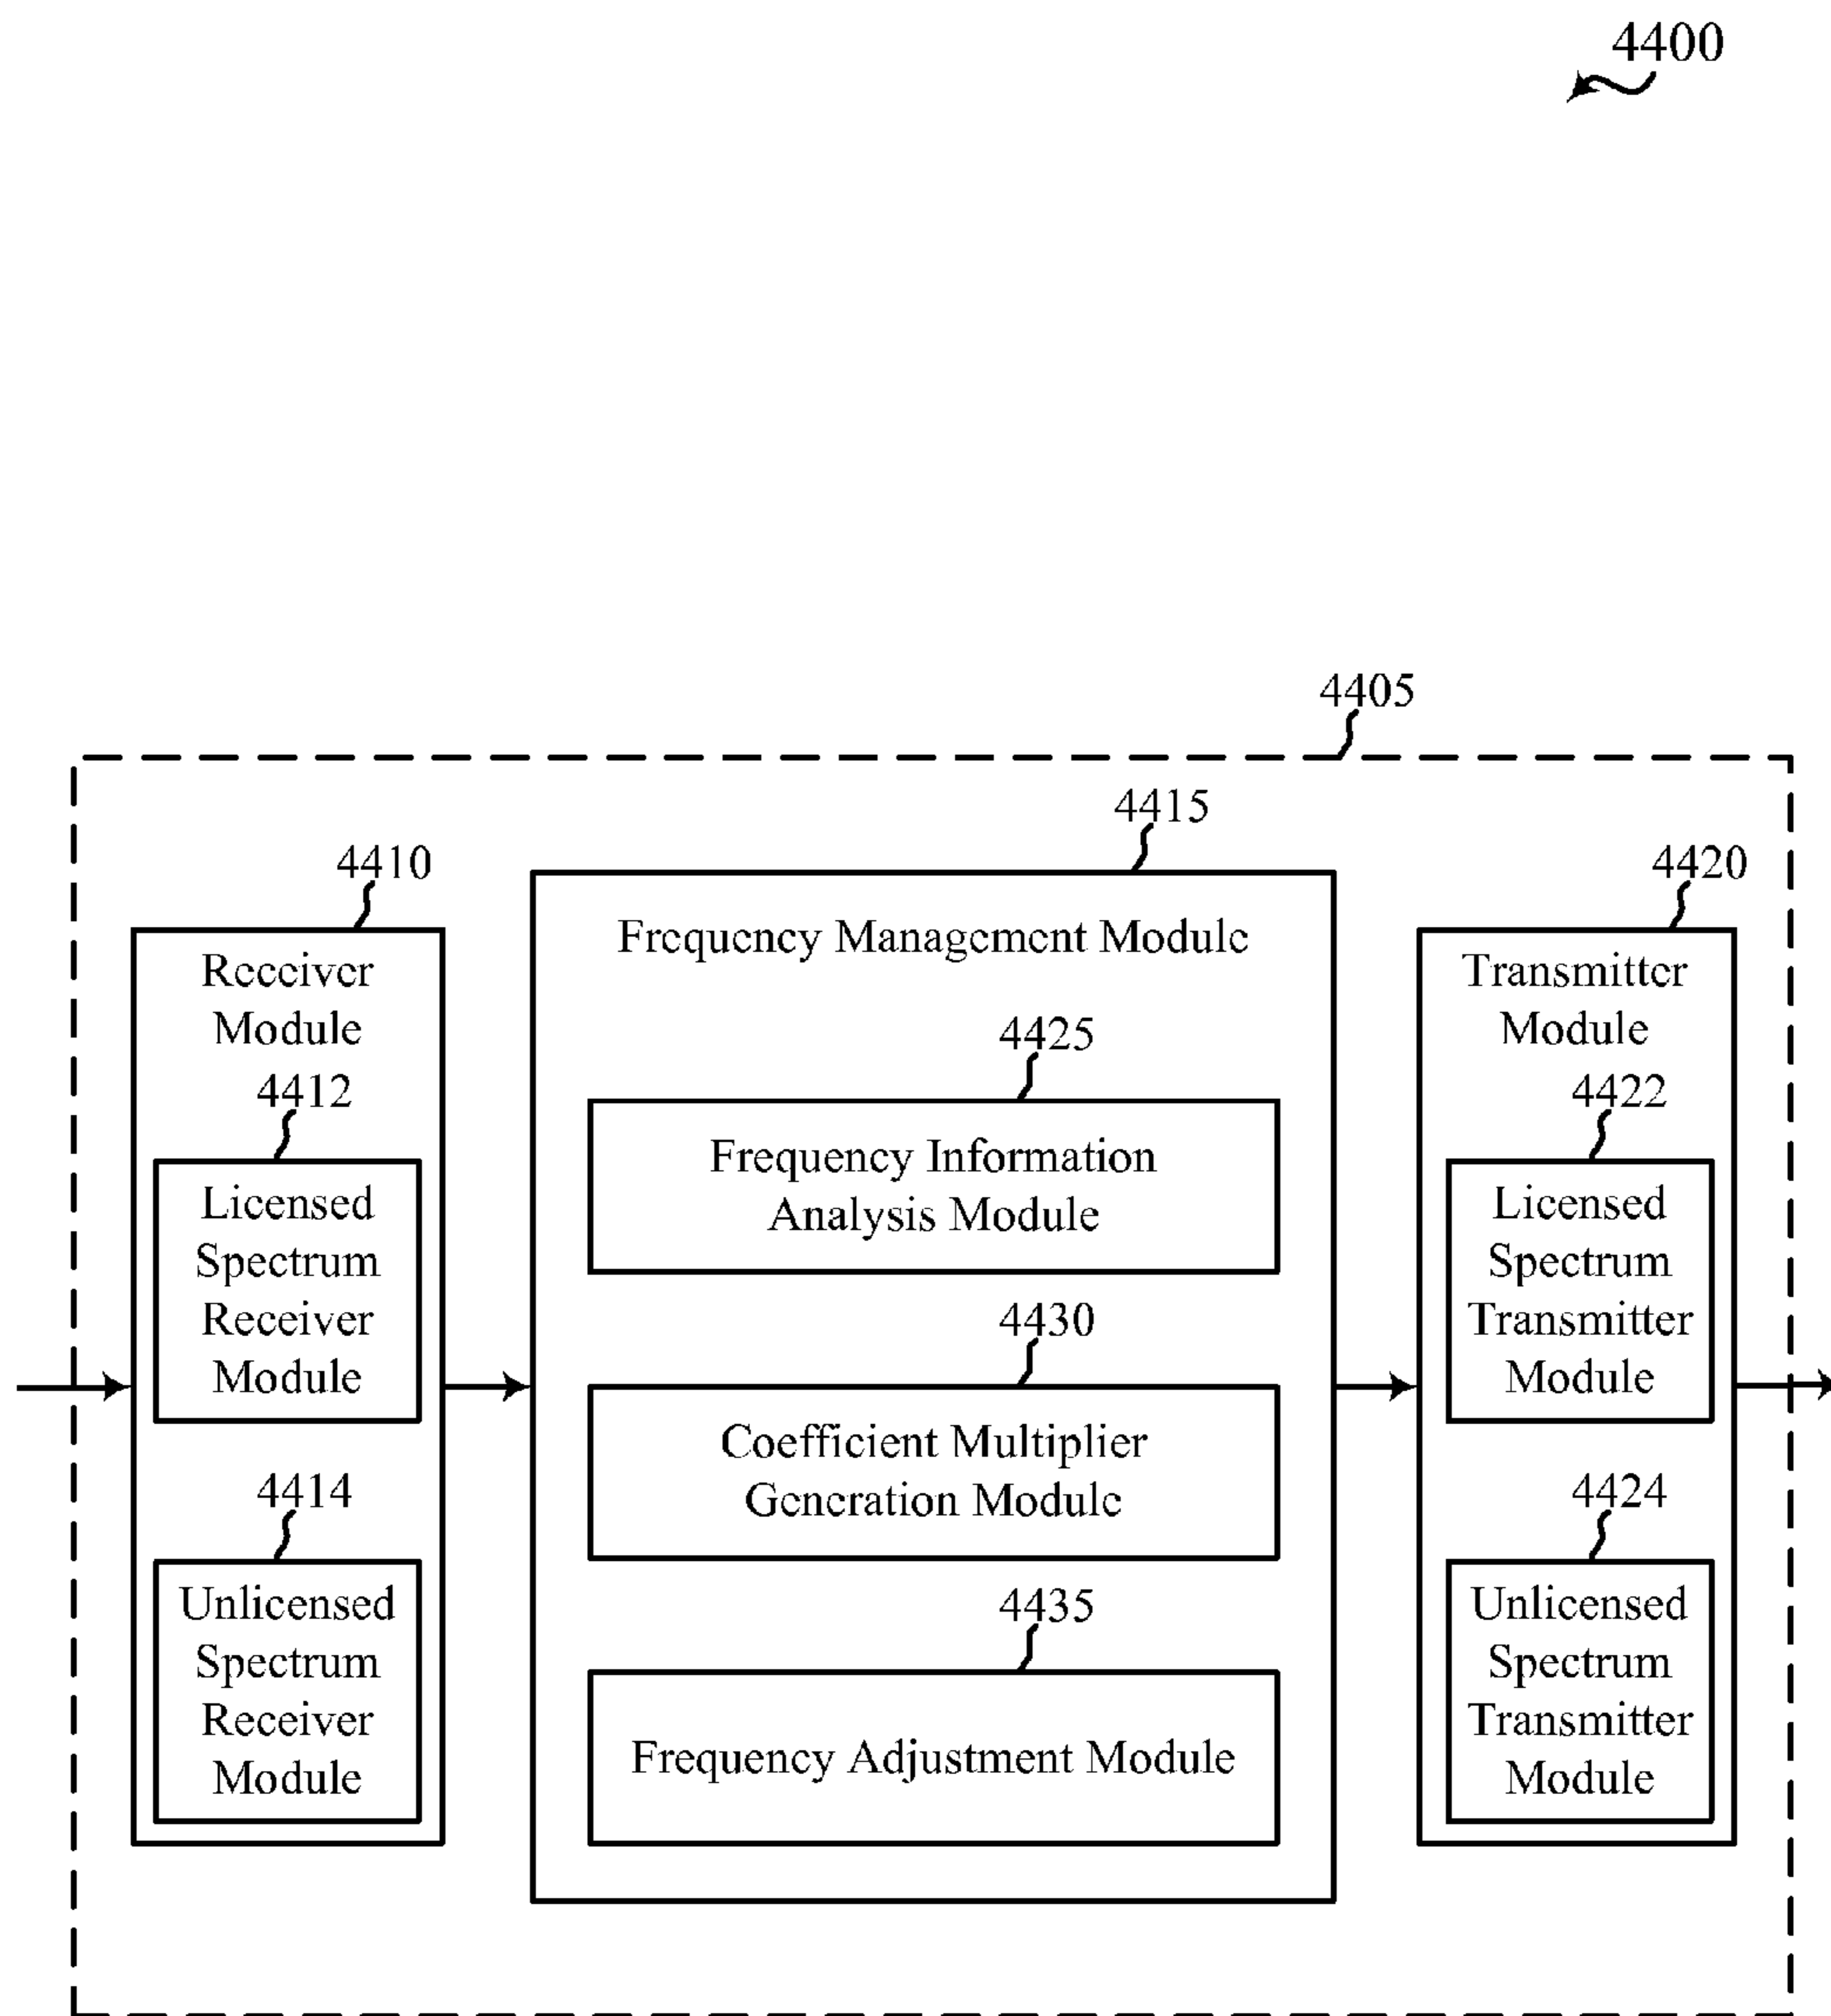 4400
4405
4415
4410
4420
Frequency Management Module
Receiver
Module
Transmitter
Module
4425
4412
4422
Frequency Information
Analysis Module
Licensed
Spectrum
Receiver
Module
Licensed
Spectrum
Transmitter
Module
4430
Coefficient Multiplier
Generation Module
4414
4424
Unlicensed
Spectrum
Receiver
Module
Unlicensed
Spectrum
Transmitter
Module
4435
Frequency Adjustment Module